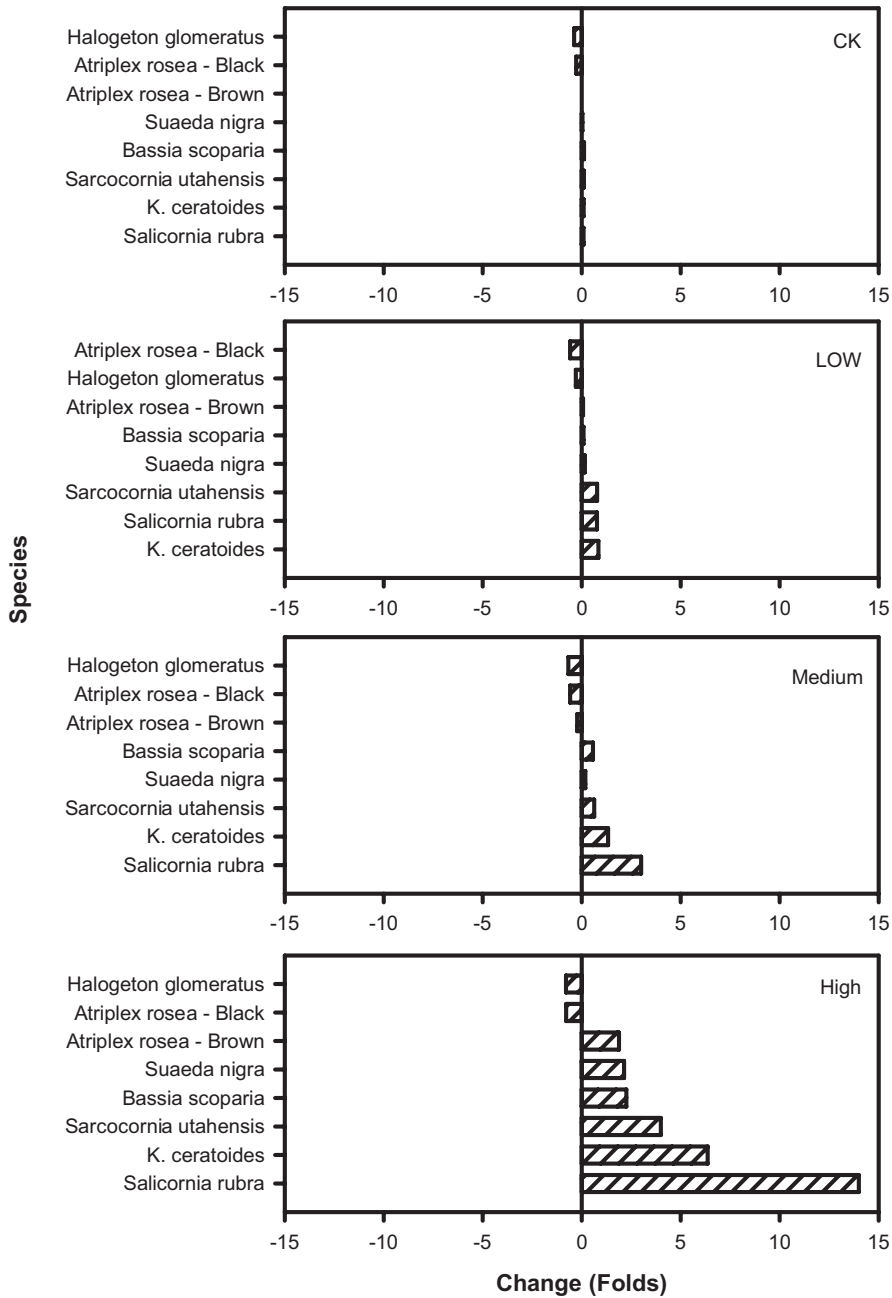 Species
Halogeton glomeratus
CK
Atriplex rosea - Black
Atriplex rosea - Brown
Suaeda nigra
Bassia scoparia
Sarcocornia utahensis
K. ceratoides
Salicornia rubra
-15 -10 -5 0 5 10 15
Atriplex rosea - Black
LOW
Halogeton glomeratus
Atriplex rosea - Brown
Bassia scoparia
Suaeda nigra
Sarcocornia utahensis
Salicornia rubra
K. ceratoides
-15 -10 -5 0 5 10 15
Halogeton glomeratus
Medium
Atriplex rosea - Black
Atriplex rosea - Brown
Bassia scoparia
Suaeda nigra
Sarcocornia utahensis
K. ceratoides
Salicornia rubra
-15 -10 -5 0 5 10 15
Halogeton glomeratus
High
Atriplex rosea - Black
Atriplex rosea - Brown
Suaeda nigra
Bassia scoparia
Sarcocornia utahensis
K. ceratoides
Salicornia rubra
-15 -10 -5 0 5 10 15
Change (Folds)